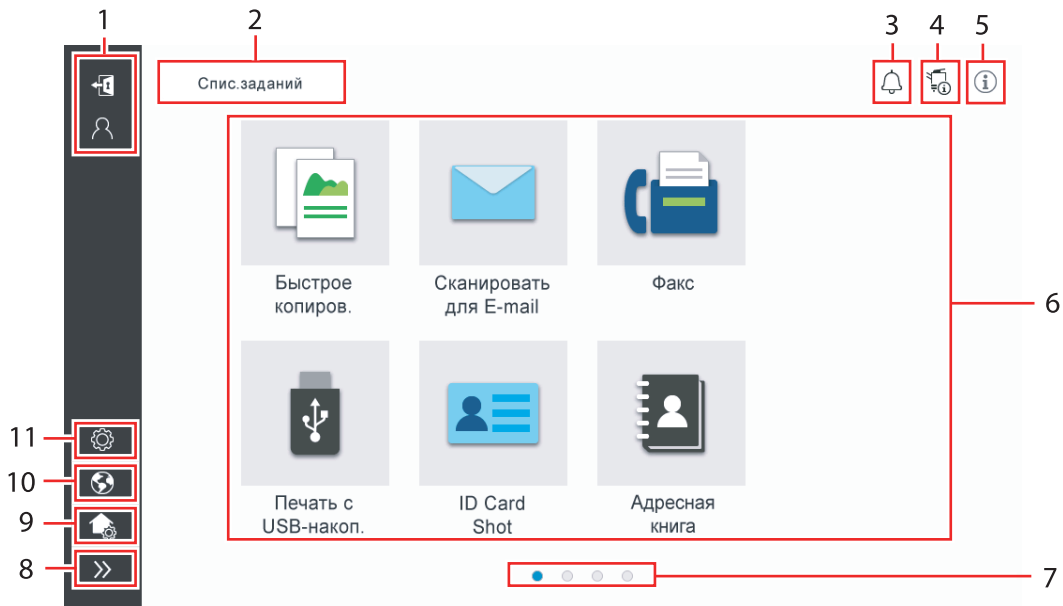 1
2
3
4
5
Спис.заданий
Быстрое
копиров.
Сканировать
для E-mail
Факс
6
Печать с
USB-накоп.
ID Card
Shot
Адресная
книга
11
10
9
8
7